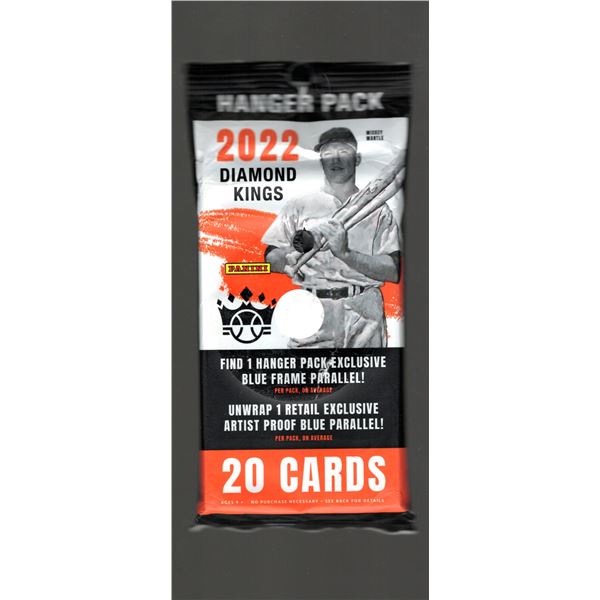 HANGER PACK
2022
DIAMOND
KINGS
MICKEY
MANTLE
PANINI
FIND 1 HANGER PACK EXCLUSIVE
BLUE FRAME PARALLEL!
PER PACK, ON AVERAGE
UNWRAP 1 RETAIL EXCLUSIVE
ARTIST PROOF BLUE PARALLEL!
PER PACK, ON AVERAGE
20 CARDS
AGES 9+ NO PURCHASE NECESSARY - SEE BACK FOR DETAILS